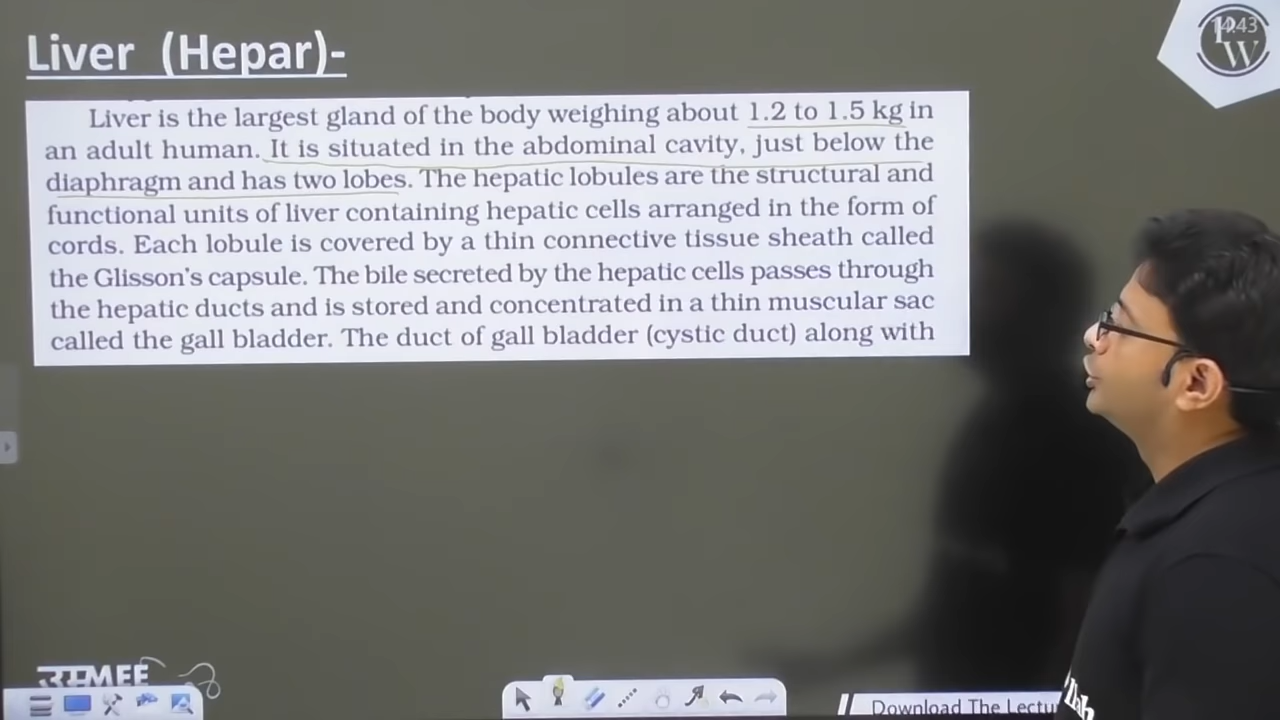 Liver (Hepar)-
14:43
PW
Liver is the largest gland of the body weighing about 1.2 to 1.5 kg in
an adult human. It is situated in the abdominal cavity, just below the
diaphragm and has two lobes. The hepatic lobules are the structural and
functional units of liver containing hepatic cells arranged in the form of
cords. Each lobule is covered by a thin connective tissue sheath called
the Glisson's capsule. The bile secreted by the hepatic cells passes through
the hepatic ducts and is stored and concentrated in a thin muscular sac
called the gall bladder. The duct of gall bladder (cystic duct) along with
Download The Lectu